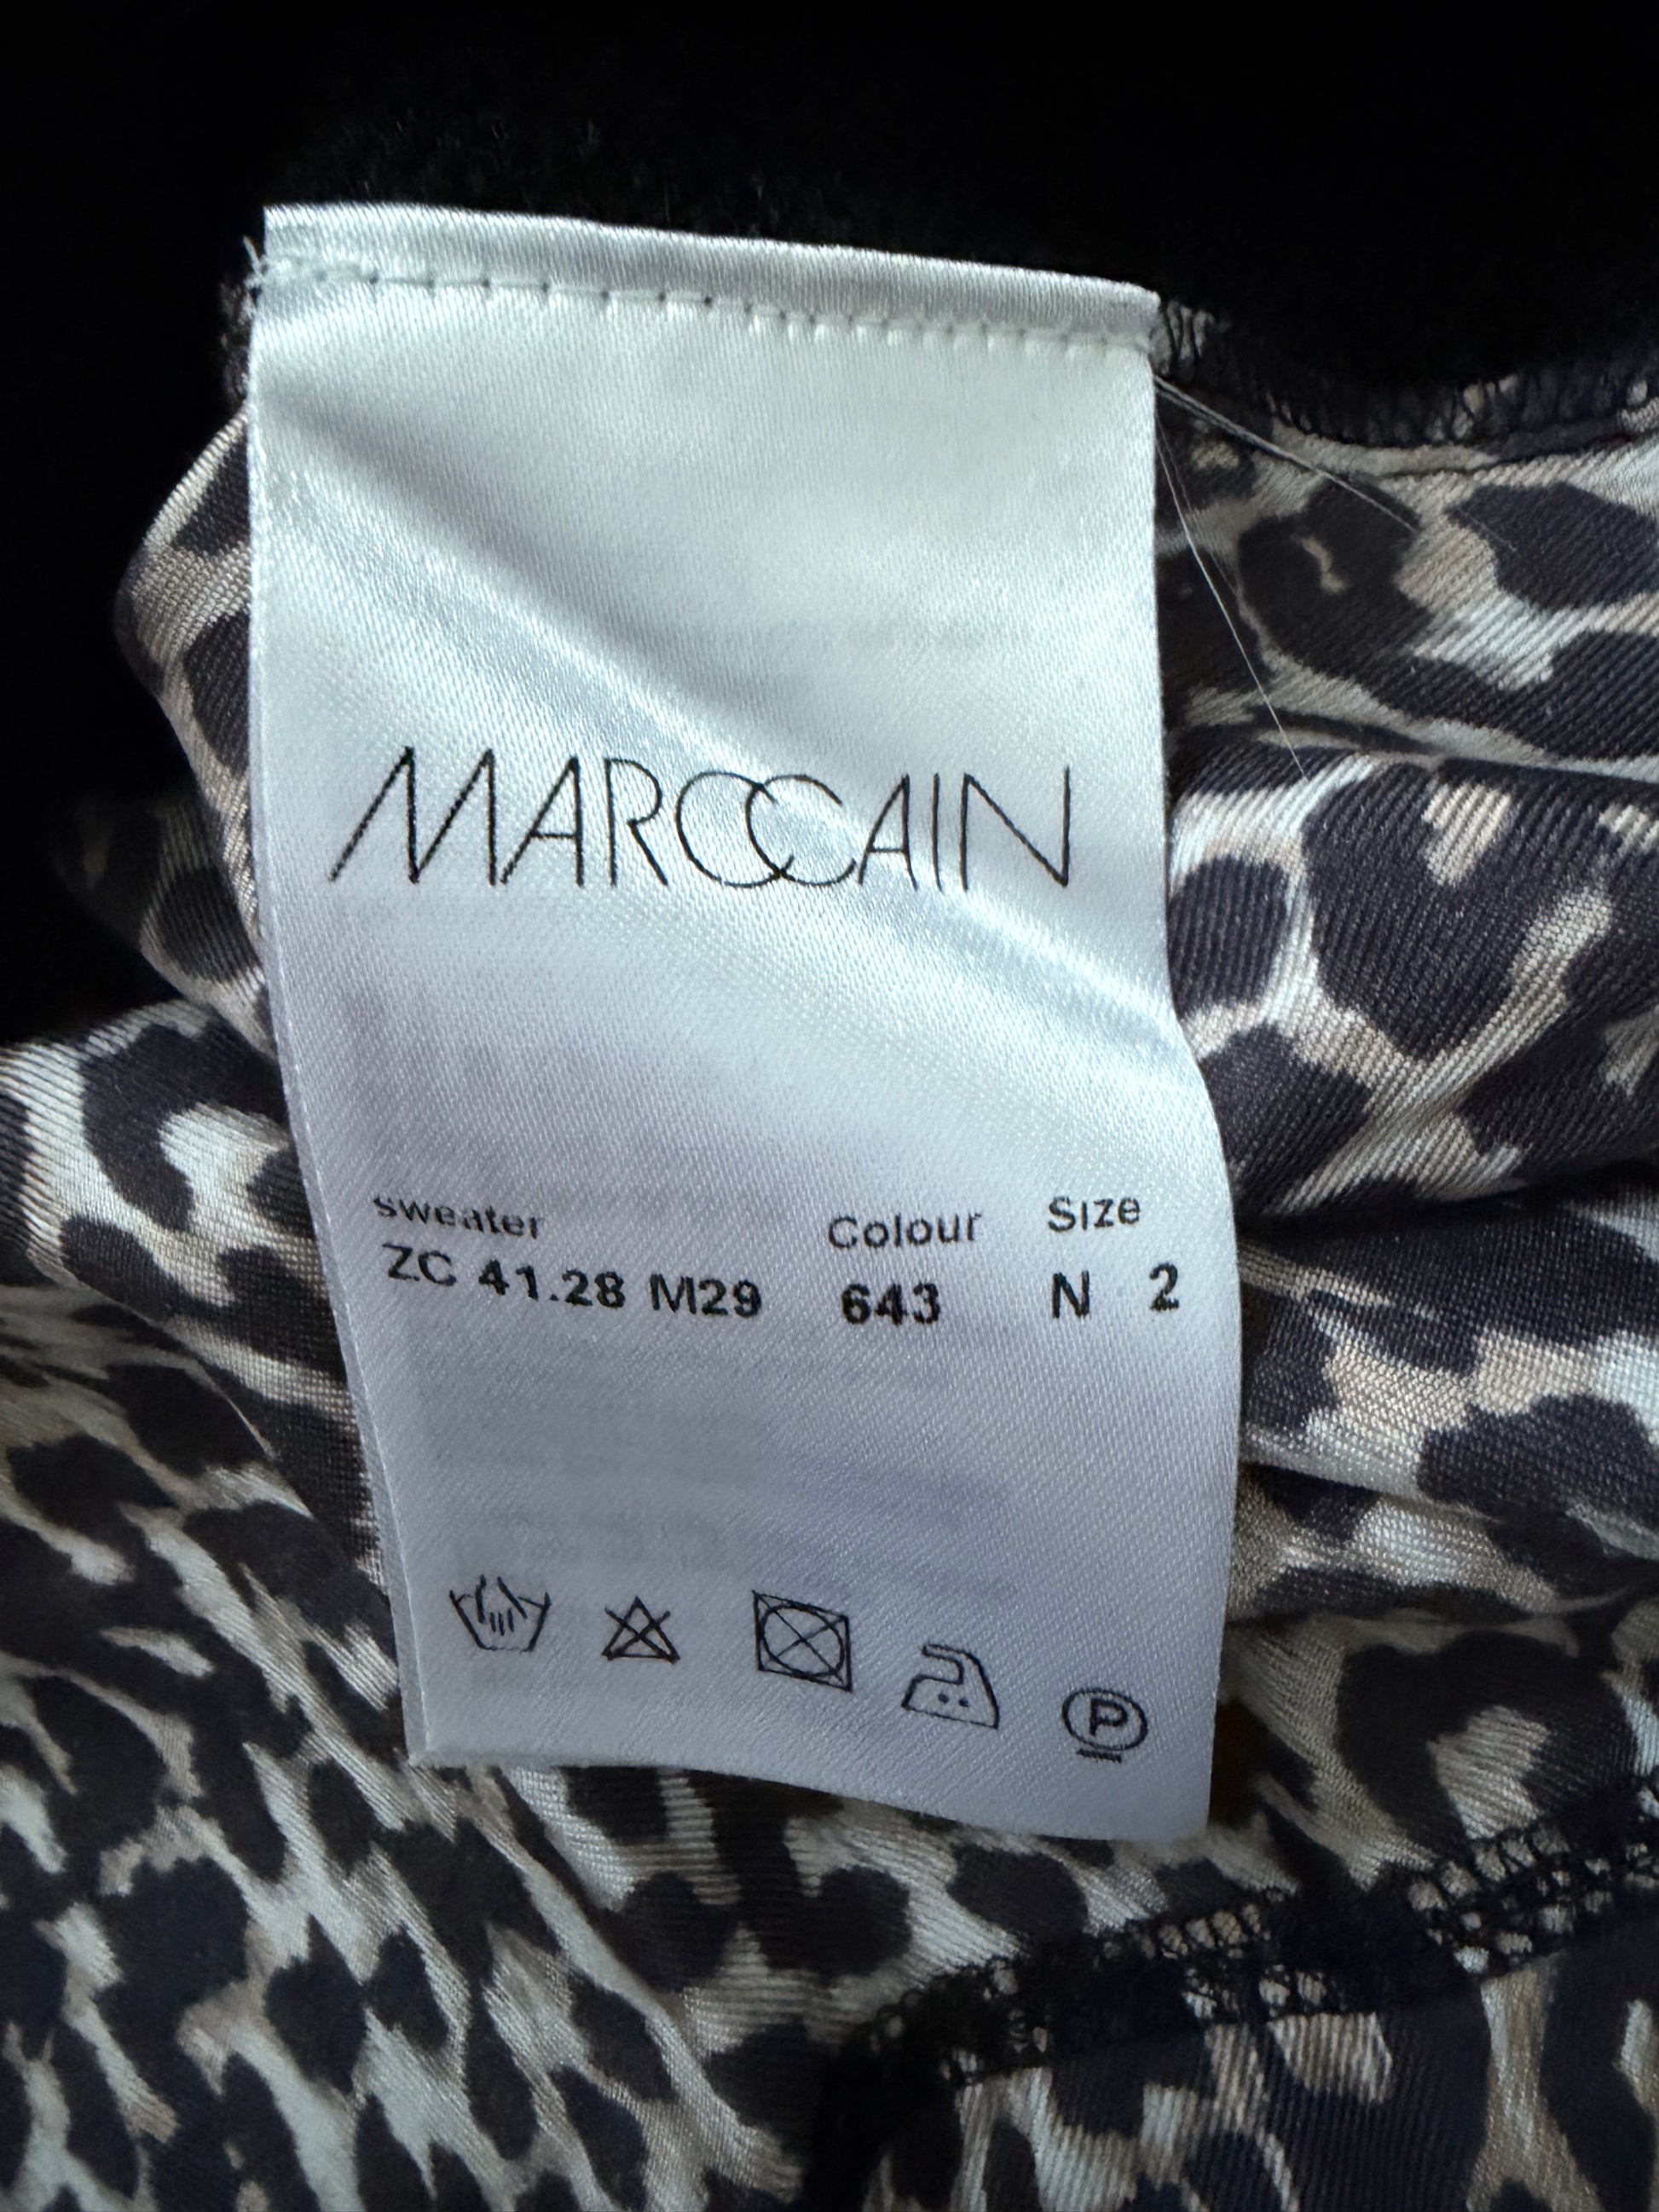 MARCCAIN
sweater Colour Size
ZC 41.28 M29 643 N 2
P